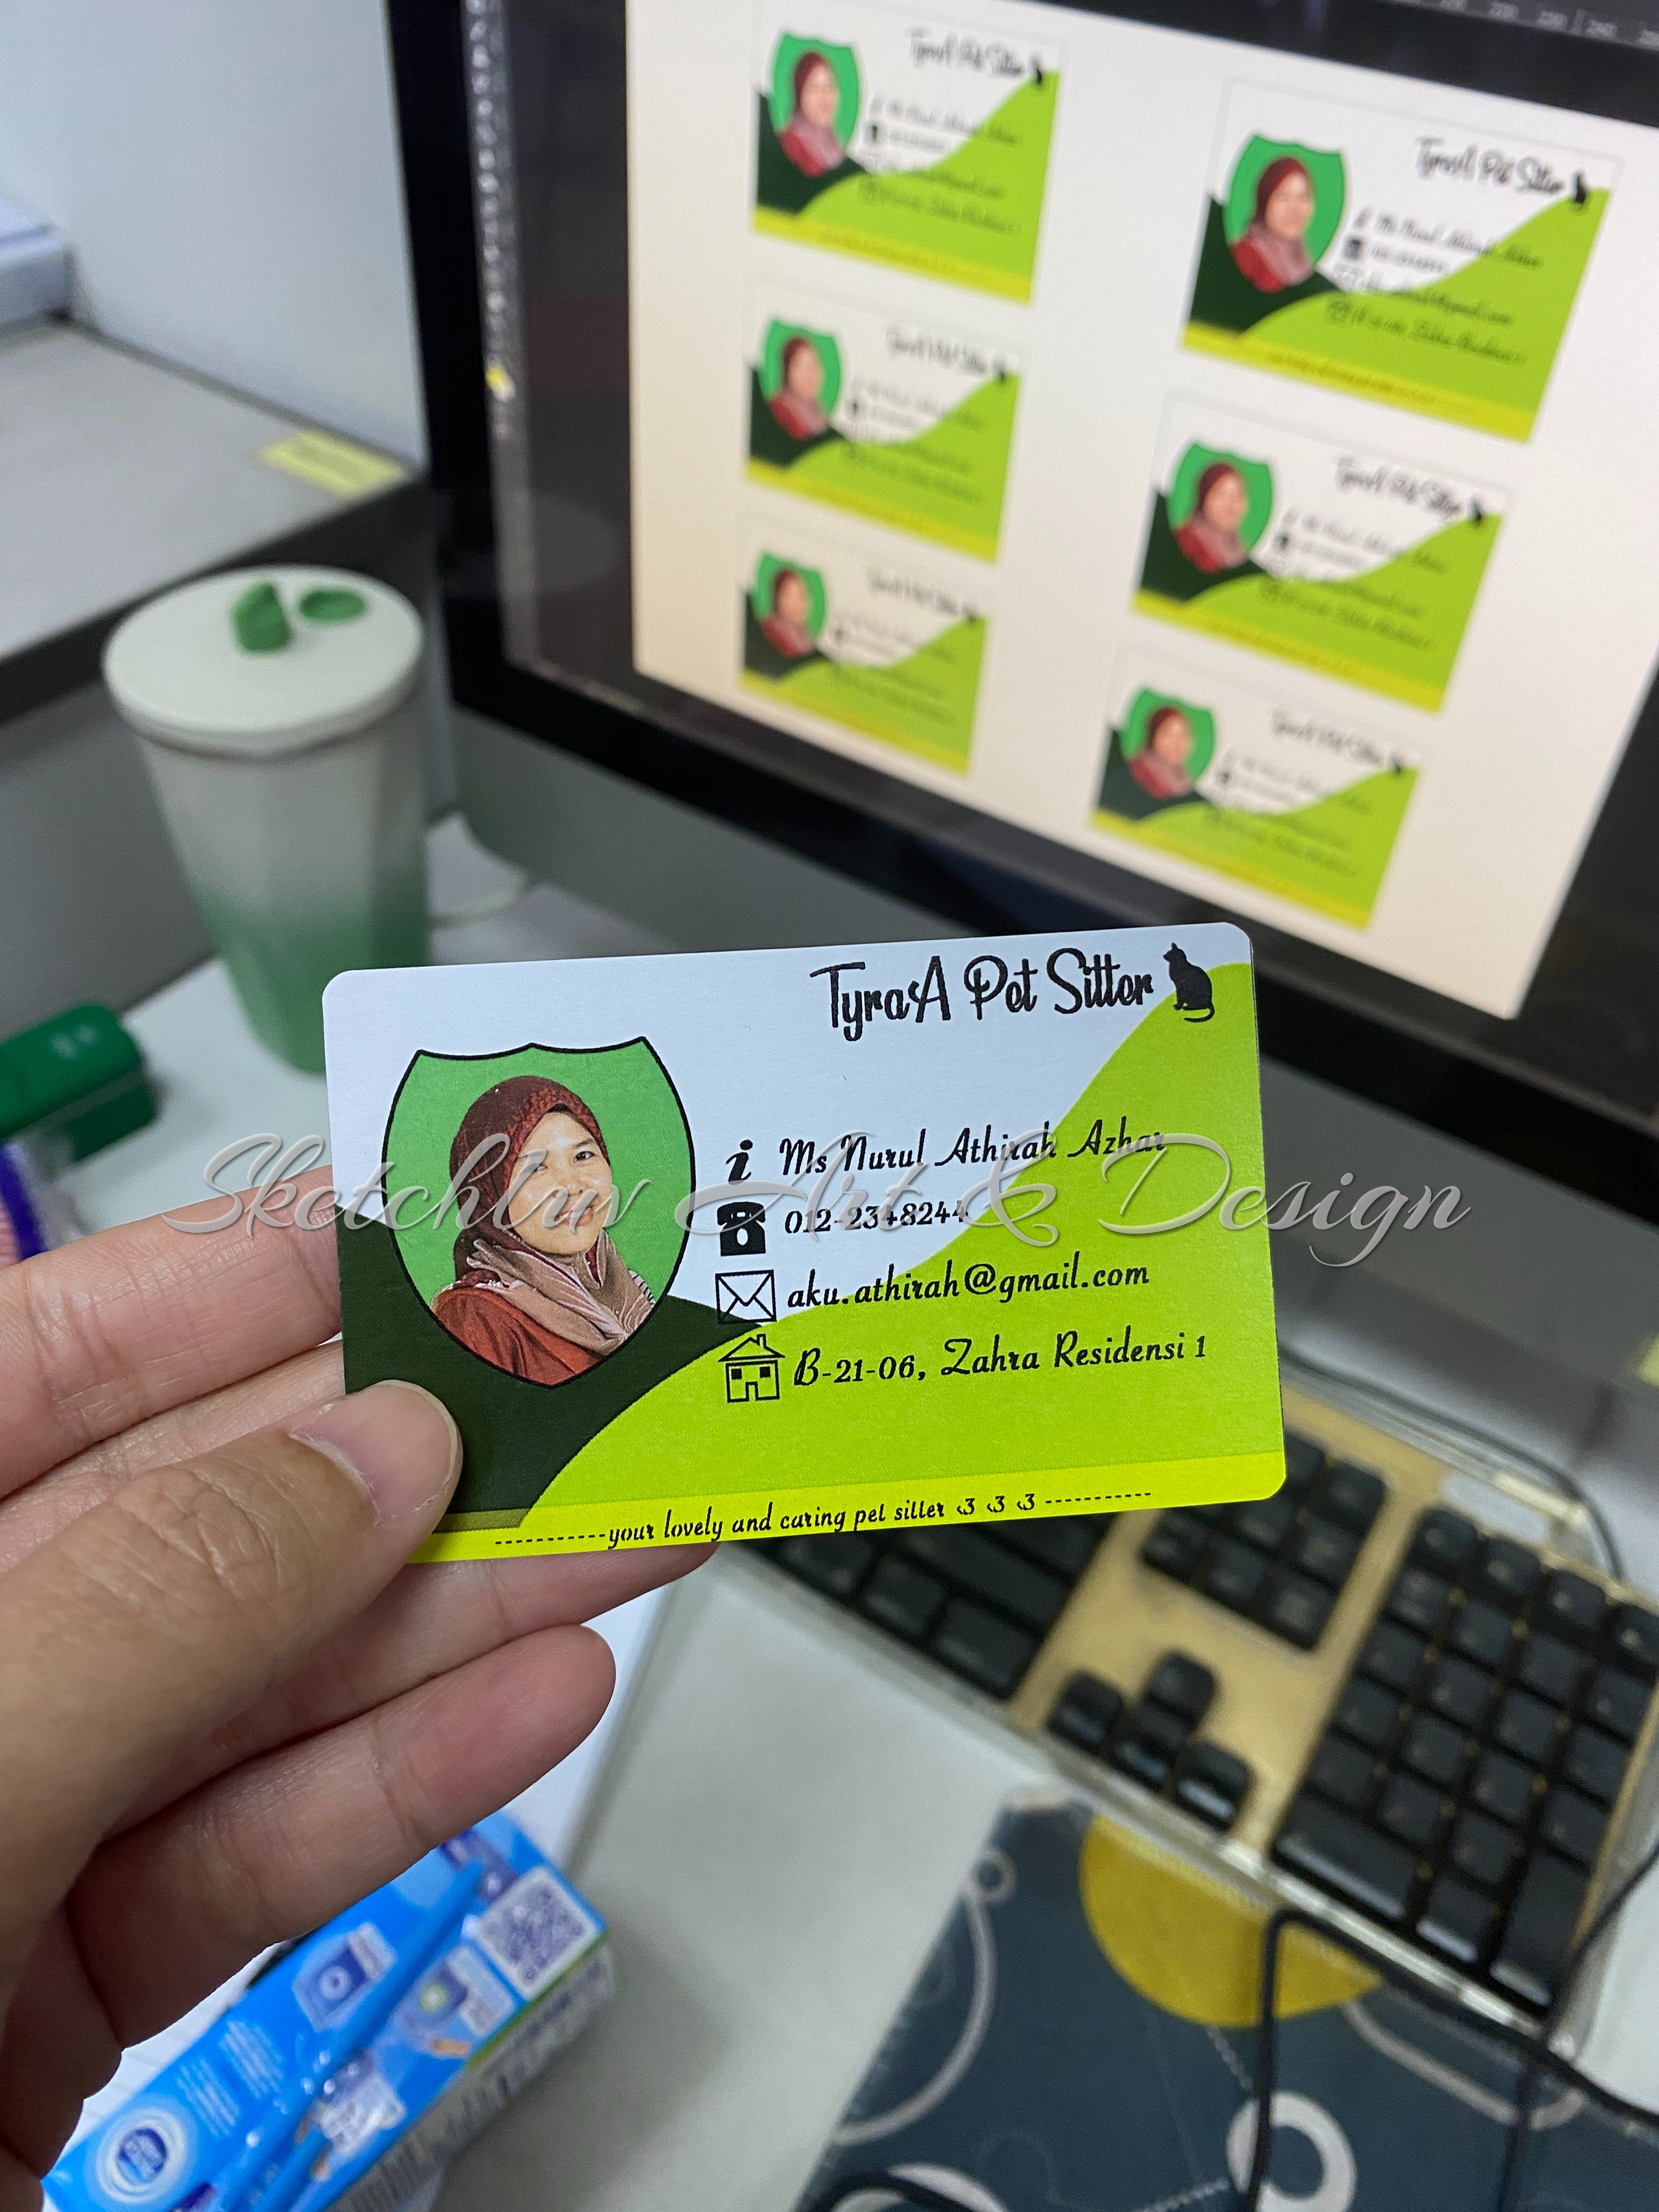 TyraA Pet Sitter
Ms Nurul Athirah Azhar
Sketchluv Art & Design
012-2348244
aku.athirah@gmail.com
B-21-06, Zahra Residensi 1
-----------your lovely and caring pet sitter <3 <3 <3 -----------